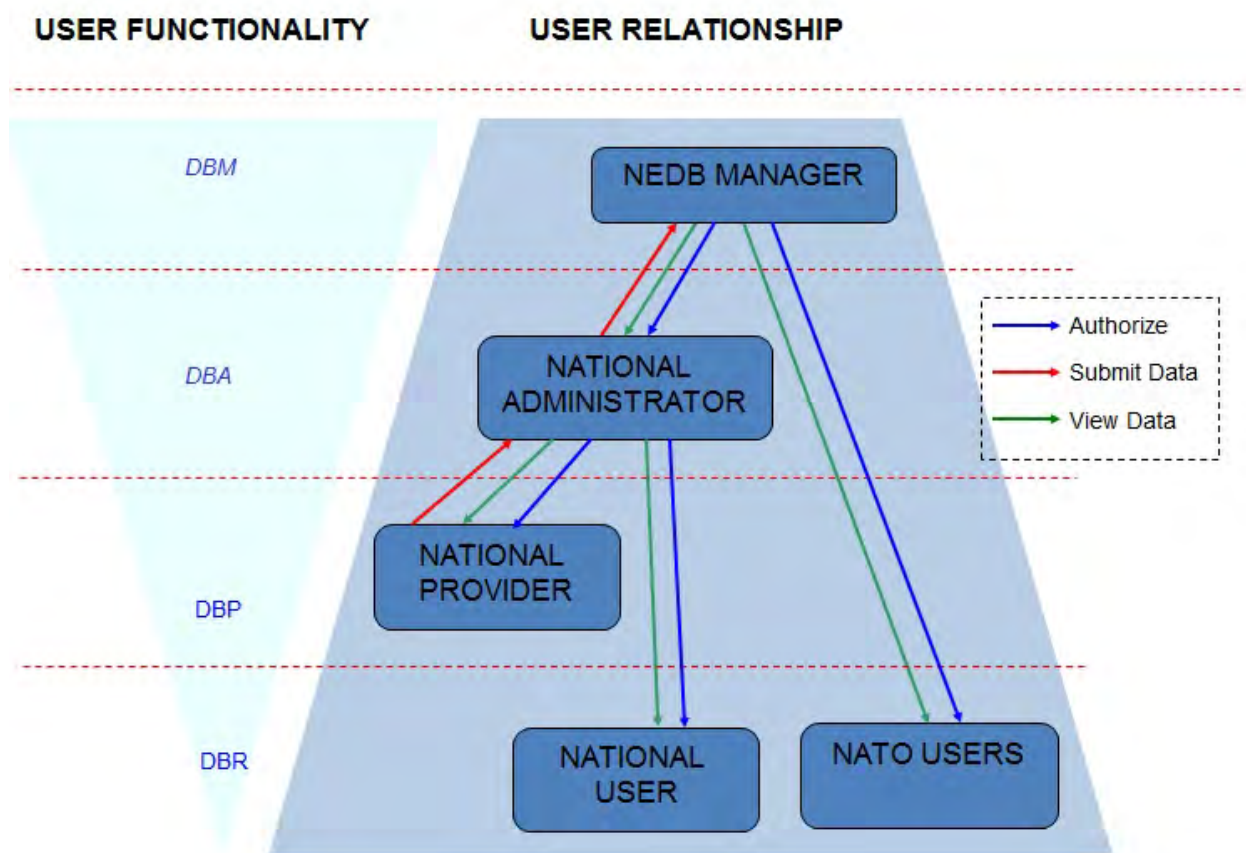 USER FUNCTIONALITY
USER RELATIONSHIP
DBM
NEDB MANAGER
Authorize
Submit Data
View Data
DBA
NATIONAL
ADMINISTRATOR
NATIONAL
PROVIDER
DBP
DBR
NATIONAL
USER
NATO USERS